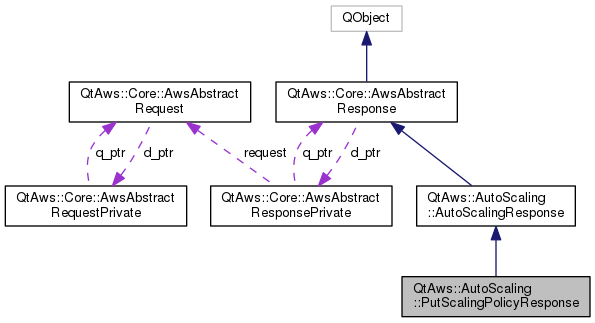 QObject
QtAws::Core::AwsAbstract
Request
QtAws::Core::AwsAbstract
Response
q_ptr
d_ptr
request
q_ptr
d_ptr
QtAws::Core::AwsAbstract
RequestPrivate
QtAws::Core::AwsAbstract
ResponsePrivate
QtAws::AutoScaling
::AutoScalingResponse
QtAws::AutoScaling
::PutScalingPolicyResponse